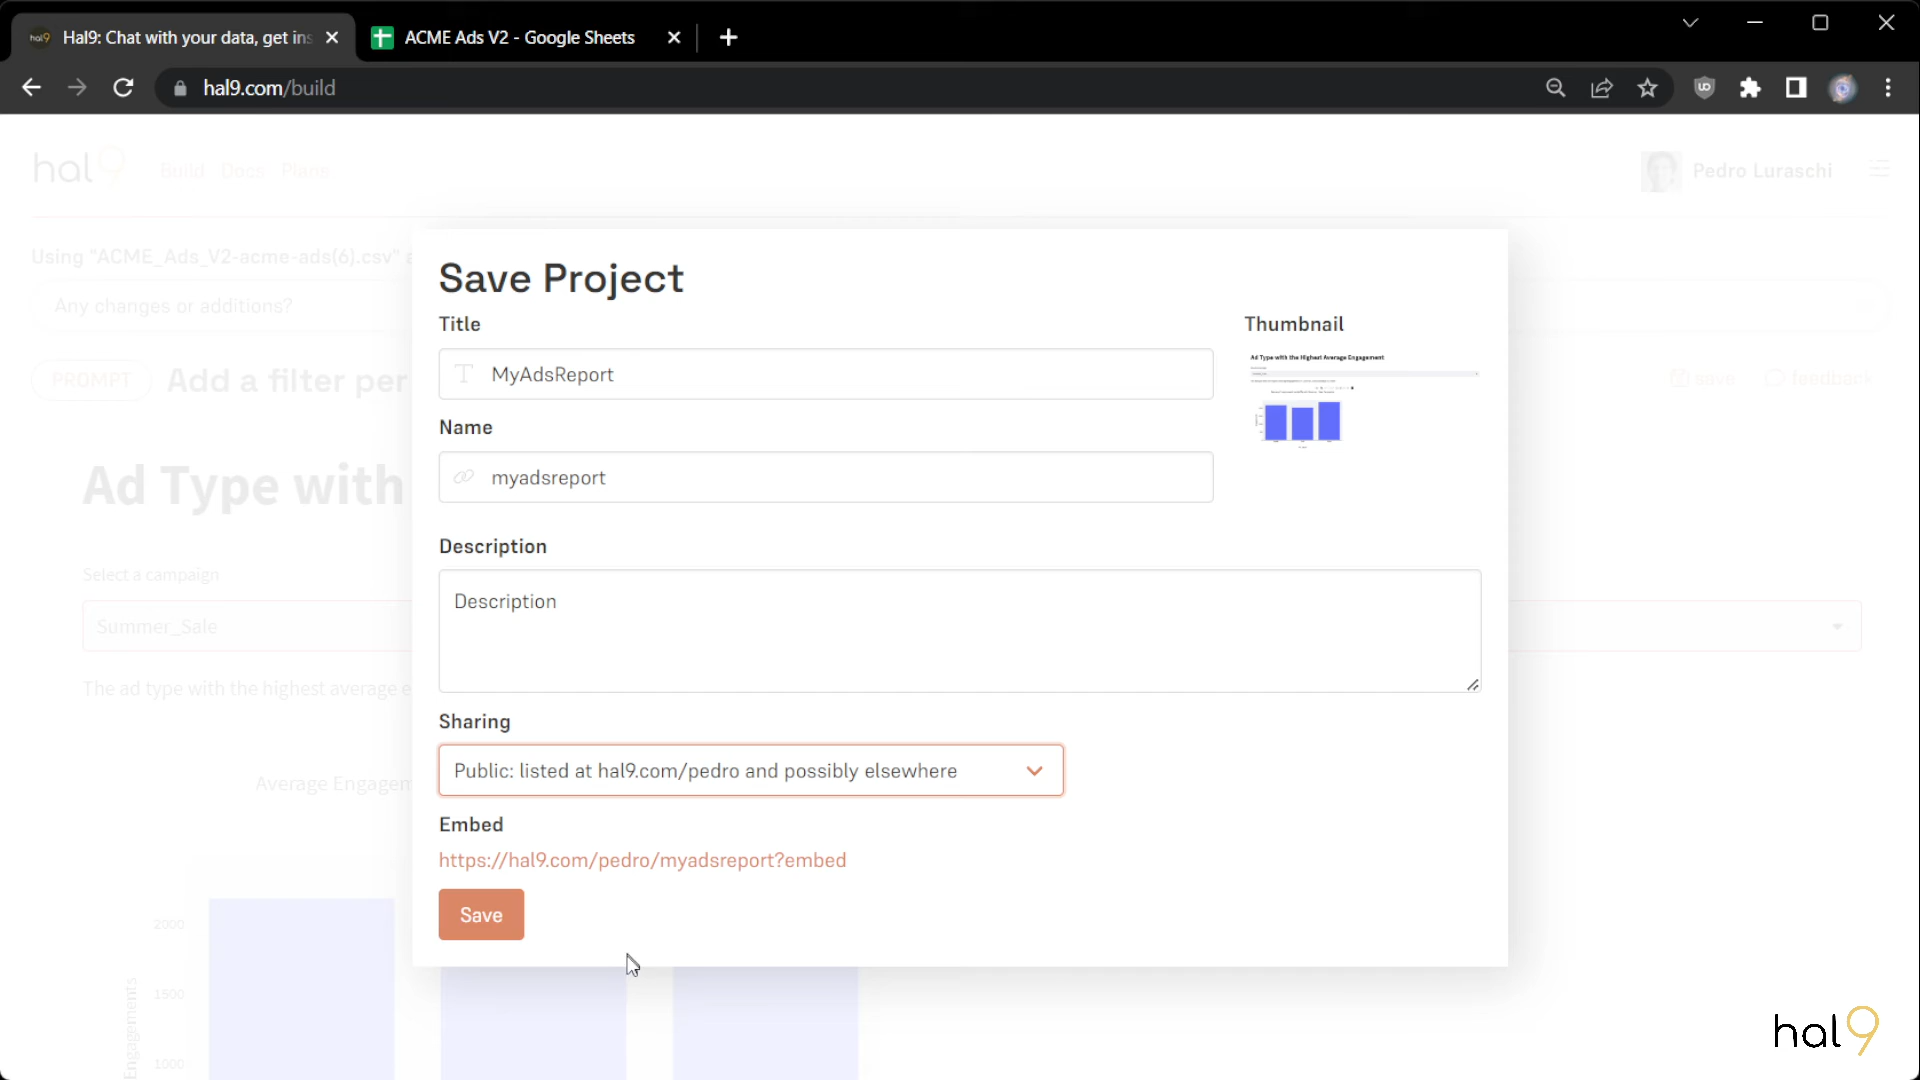 hal9 Hal9: Chat with your data, get ins
ACME Ads V2 - Google Sheets
hal9.com/build
hal9
Build Docs Plans
Pedro Luraschi
Using “ACME_Ads_V2-acme-ads(6).csv” a
Any changes or additions?
PROMPT Add a filter per
save feedback
Ad Type with
Select a campaign
Summer_Sale
The ad type with the highest average e
Average Engagem
2000
1500
1000
Engagements
Save Project
Title
MyAdsReport
Name
myadsreport
Thumbnail
Ad Type with the Highest Average Engagement
Description
Description
Sharing
Public: listed at hal9.com/pedro and possibly elsewhere
Embed
https://hal9.com/pedro/myadsreport?embed
Save
hal9